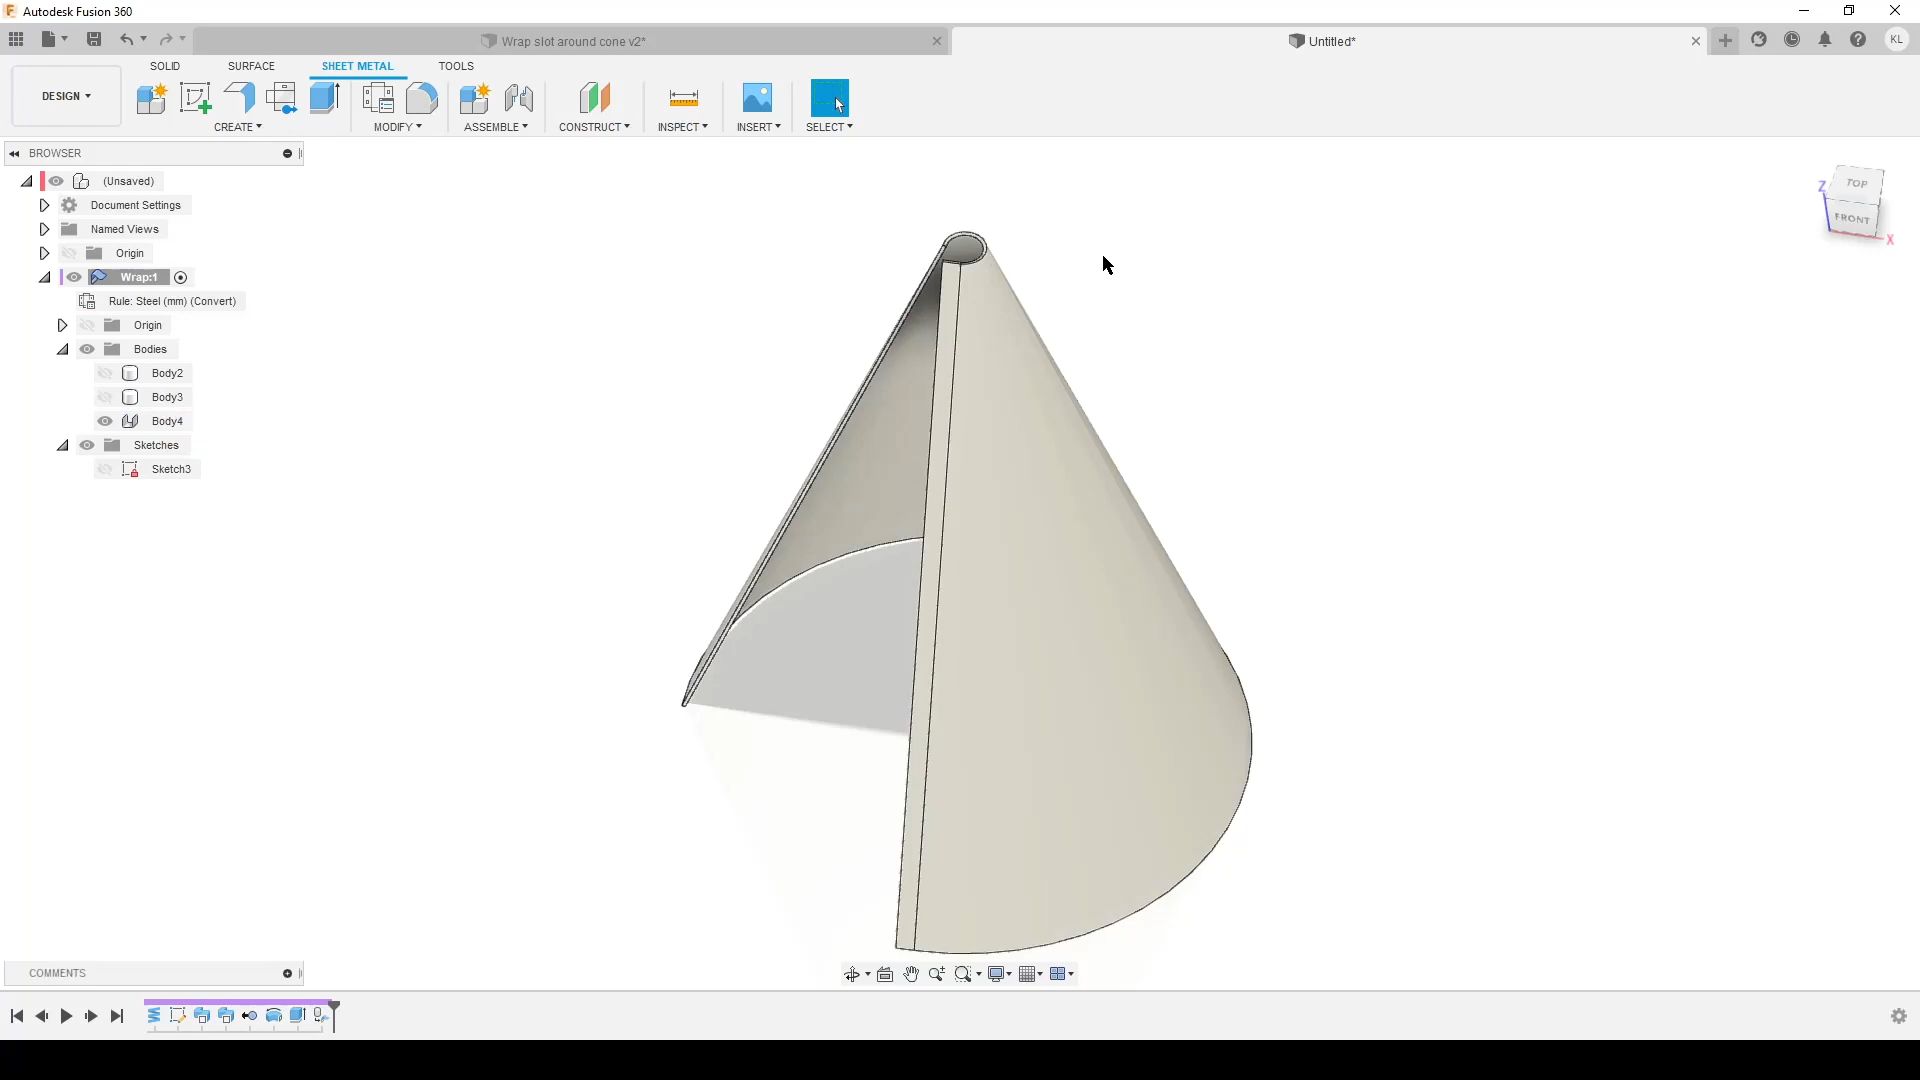 Autodesk Fusion 360
Wrap slot around cone v2*
Untitled*
KL
DESIGN
SOLID
SURFACE
SHEET METAL
TOOLS
CREATE
MODIFY
ASSEMBLE
CONSTRUCT
INSPECT
INSERT
SELECT
BROWSER
(Unsaved)
Document Settings
Named Views
Origin
Wrap:1
Rule: Steel (mm) (Convert)
Origin
Bodies
Body2
Body3
Body4
Sketches
Sketch3
TOP
FRONT
Z
X
COMMENTS